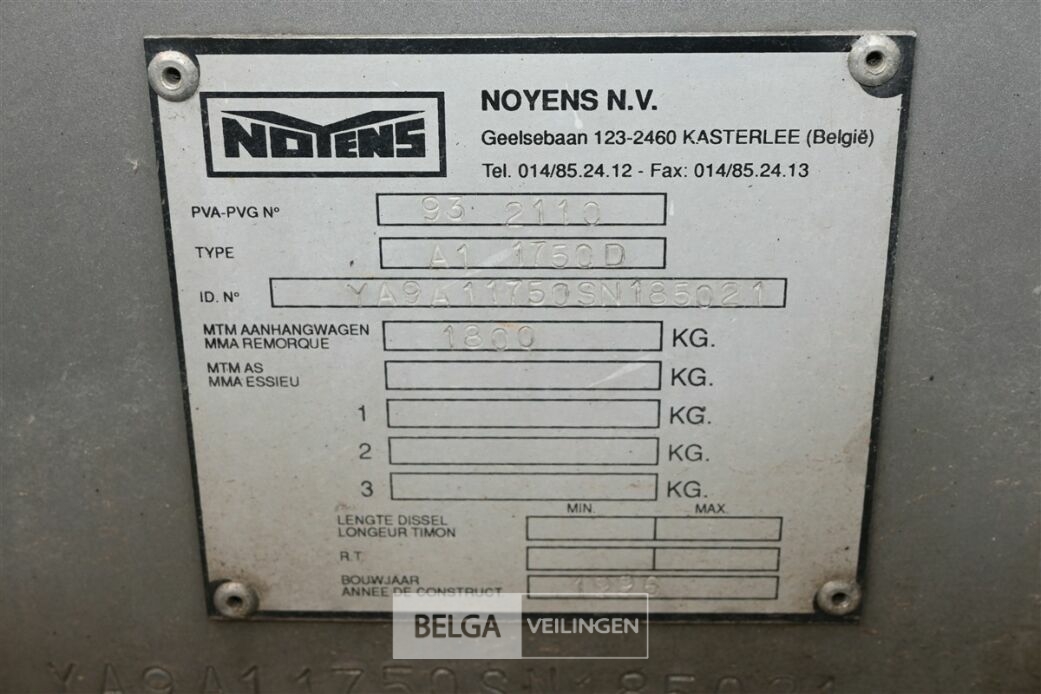 NOYENS
NOYENS N.V.
Geelsebaan 123-2460 KASTERLEE (België)
Tel. 014/85.24.12 - Fax: 014/85.24.13
PVA-PVG N° 93 2110
TYPE A1 1750D
ID. N° YA9A11750SN185021
MTM AANHANGWAGEN
MMA REMORQUE 1800 KG.
MTM AS
MMA ESSIEU KG.
1 KG.
2 KG.
3 KG.
MIN. MAX.
LENGTE DISSEL
LONGEUR TIMON
R.T.
BOUWJAAR
ANNEE DE CONSTRUCT 1996
BELGA VEILINGEN
YA9A11750SN185021